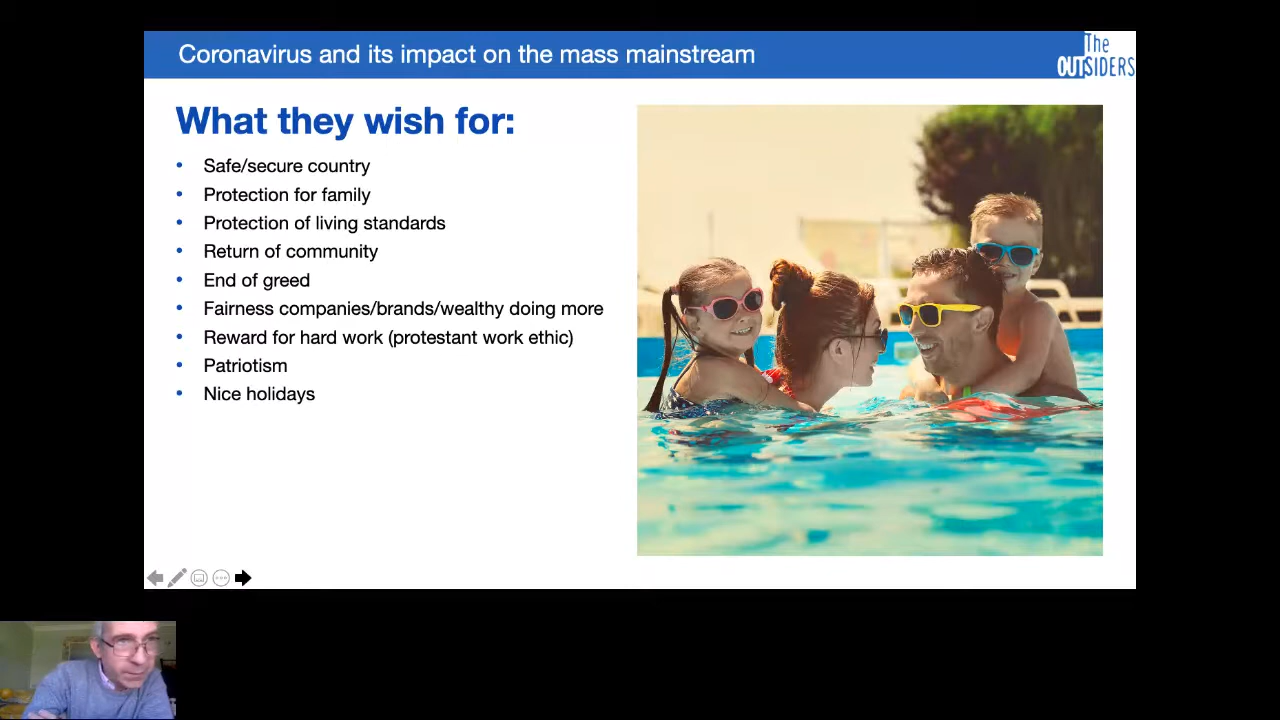 Coronavirus and its impact on the mass mainstream
The
OUTSIDERS
What they wish for:
• Safe/secure country
• Protection for family
• Protection of living standards
• Return of community
• End of greed
• Fairness companies/brands/wealthy doing more
• Reward for hard work (protestant work ethic)
• Patriotism
• Nice holidays